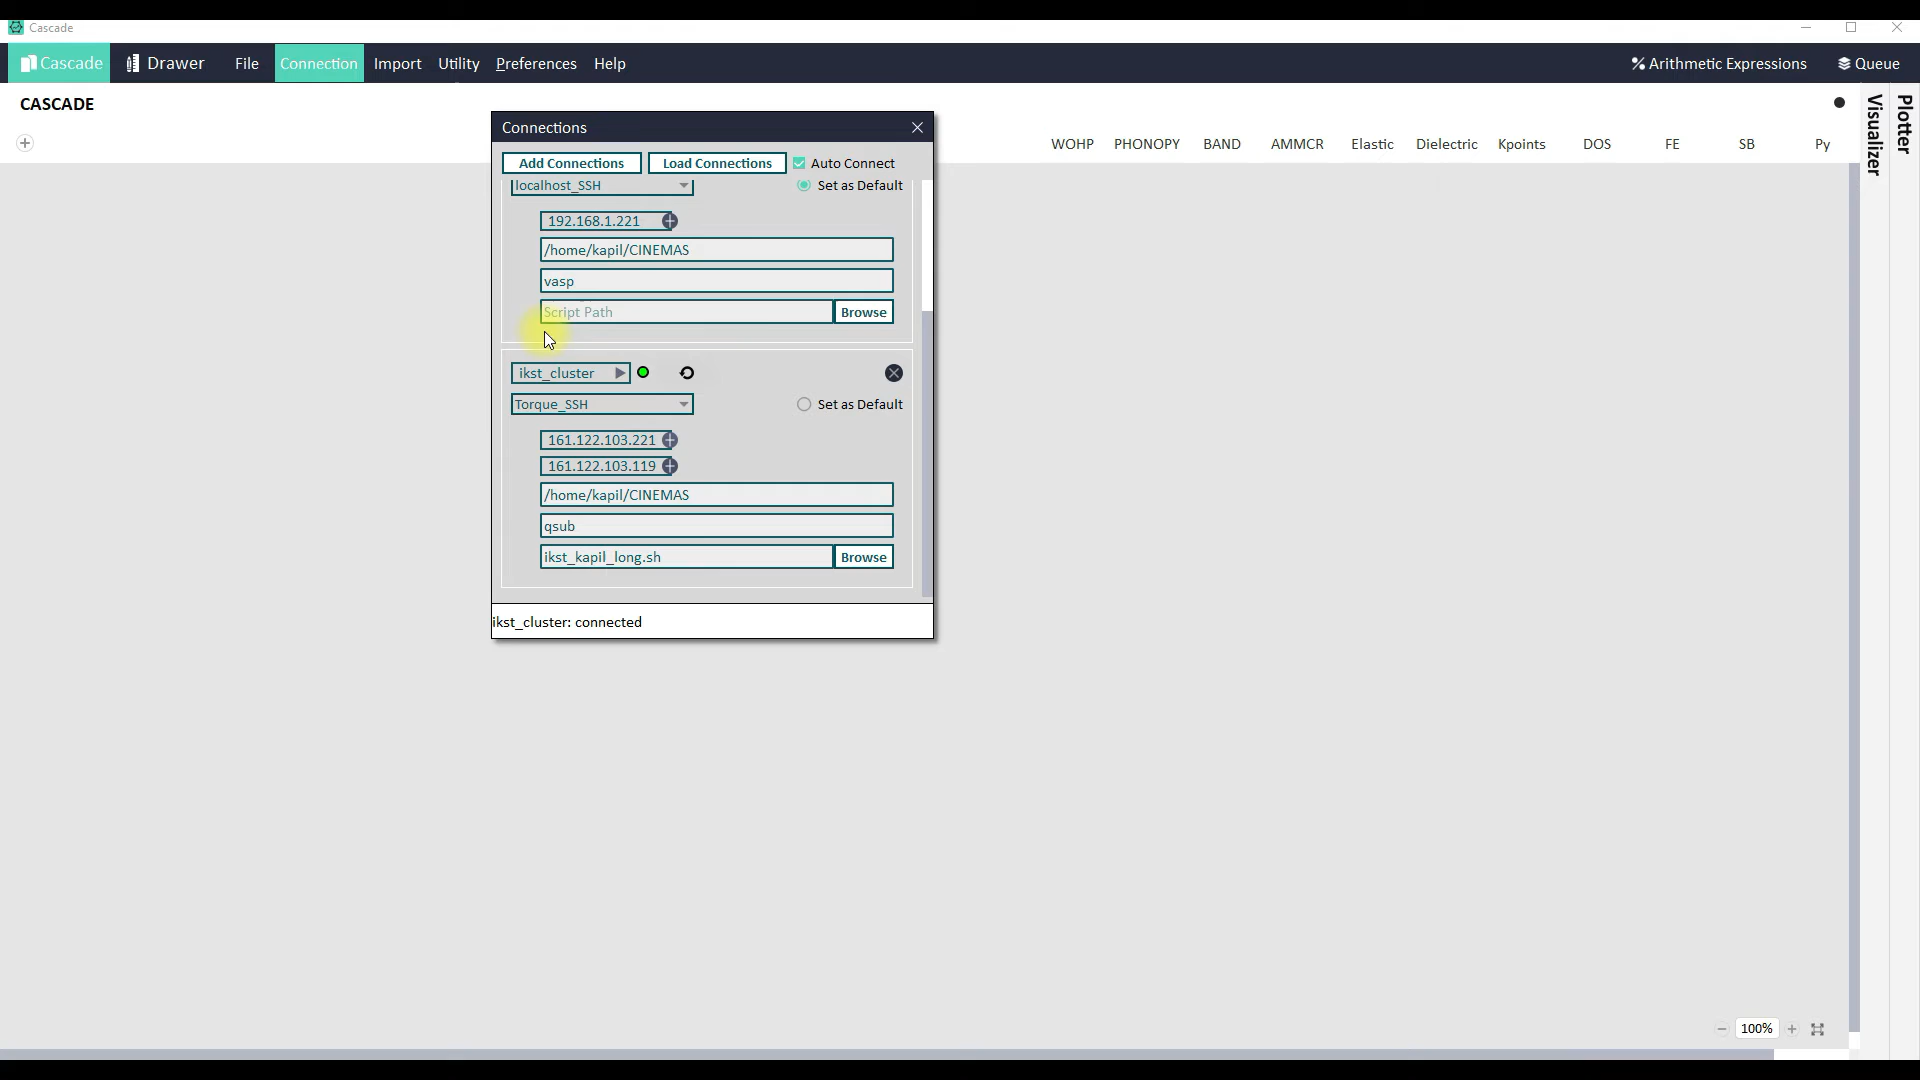 Cascade
Cascade Drawer File Connection Import Utility Preferences Help Arithmetic Expressions Queue
CASCADE
Connections
Add Connections Load Connections Auto Connect
WOHP PHONOPY BAND AMMCR Elastic Dielectric Kpoints DOS FE SB Py
Visualizer
Plotter
localhost_SSH Set as Default
192.168.1.221
/home/kapil/CINEMAS
vasp
Script Path Browse
ikst_cluster
Torque_SSH Set as Default
161.122.103.221
161.122.103.119
/home/kapil/CINEMAS
qsub
ikst_kapil_long.sh Browse
ikst_cluster: connected
100%